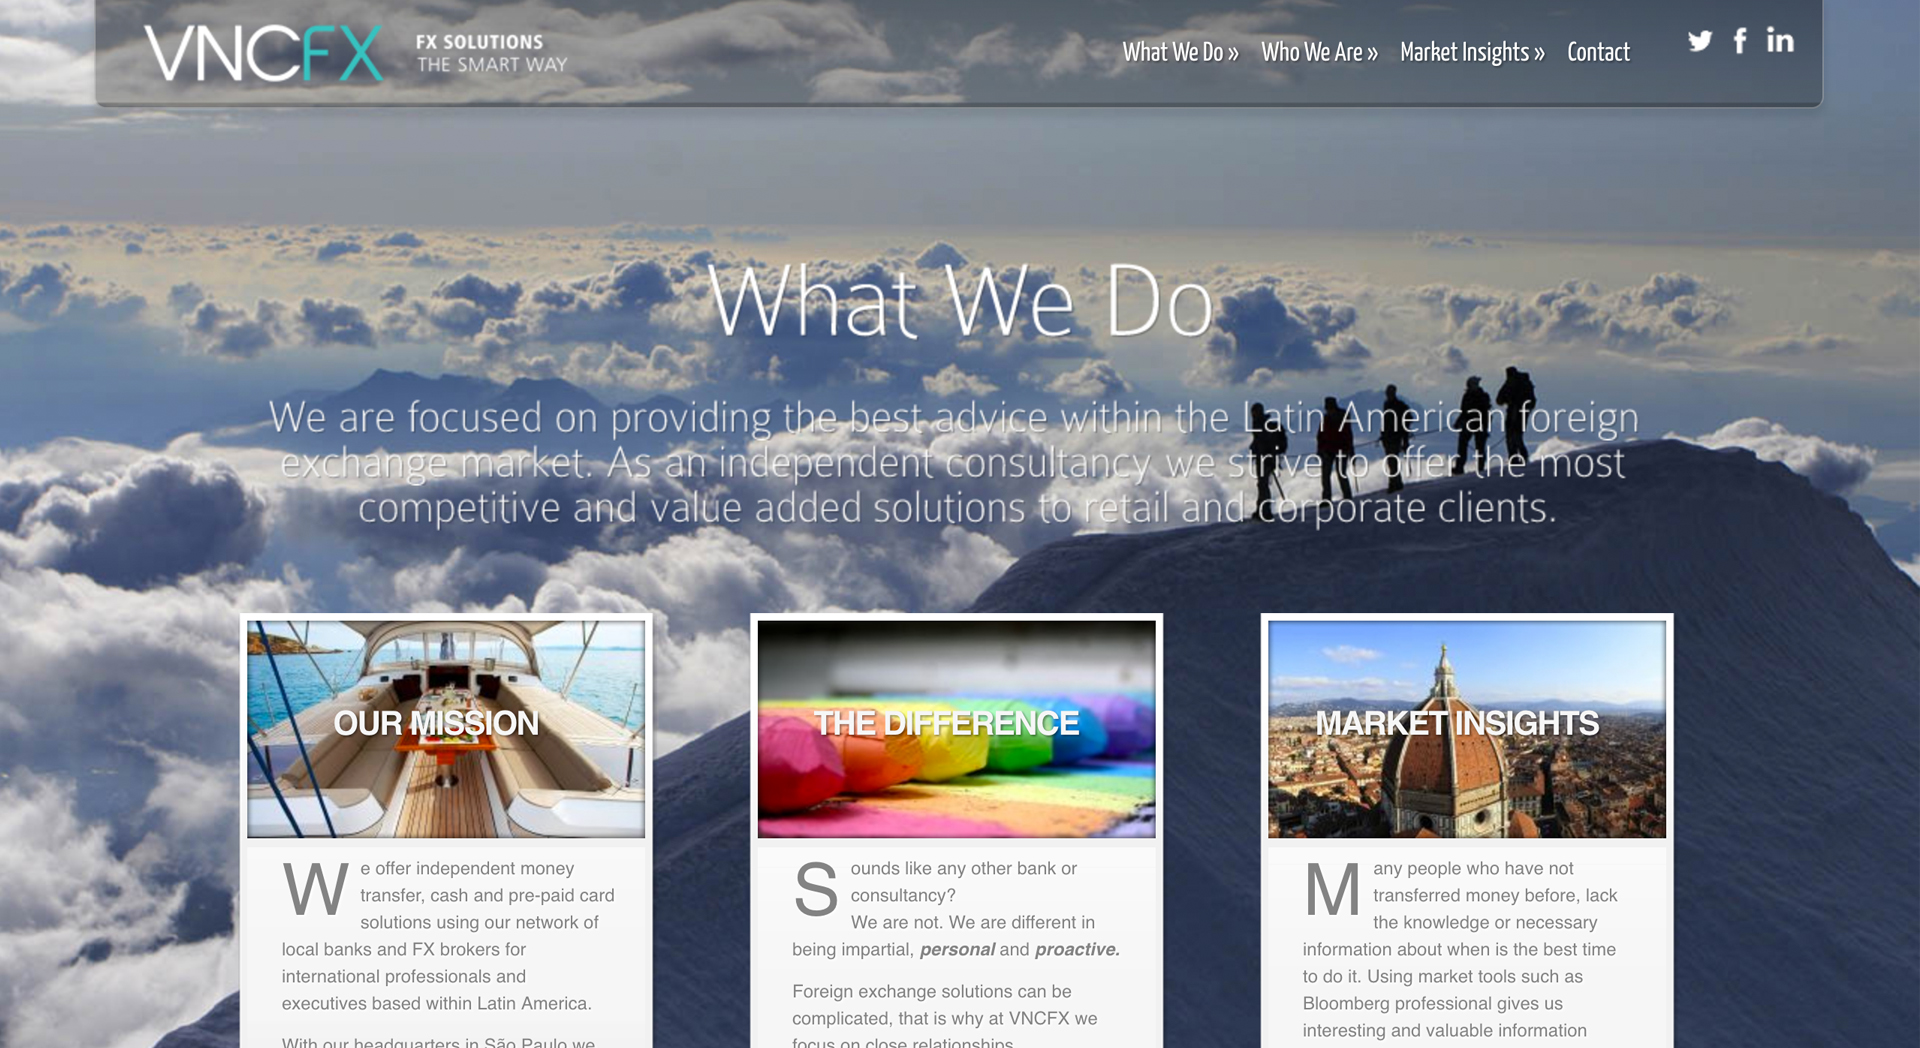 VNCFX
FX SOLUTIONS
THE SMART WAY
What We Do »
Who We Are »
Market Insights »
Contact
What We Do
We are focused on providing the best advice within the Latin American foreign
exchange market. As an independent consultancy we strive to offer the most
competitive and value added solutions to retail and corporate clients.
OUR MISSION
We offer independent money
transfer, cash and pre-paid card
solutions using our network of
local banks and FX brokers for
international professionals and
executives based within Latin America.
With our headquarters in São Paulo we
THE DIFFERENCE
Sounds like any other bank or
consultancy?
We are not. We are different in
being impartial, personal and proactive.
Foreign exchange solutions can be
complicated, that is why at VNCFX we
focus on close relationships
MARKET INSIGHTS
Many people who have not
transferred money before, lack
the knowledge or necessary
information about when is the best time
to do it. Using market tools such as
Bloomberg professional gives us
interesting and valuable information